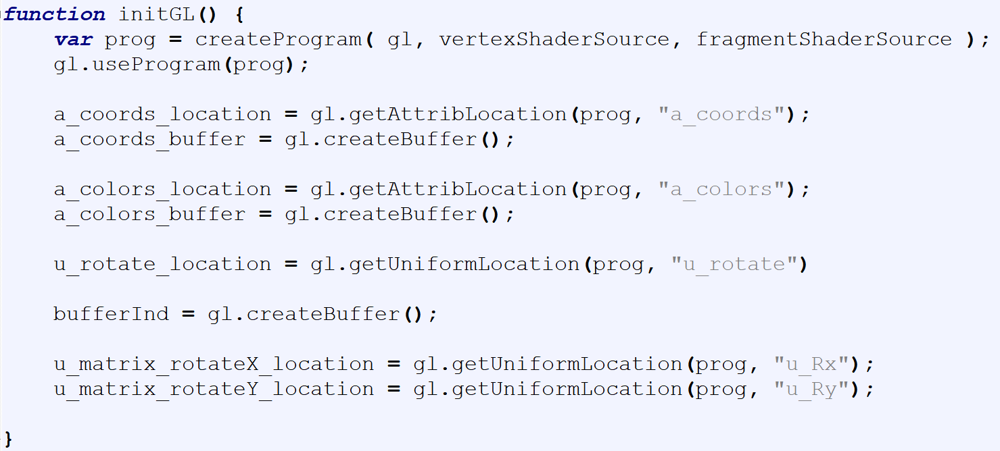 function initGL() {
    var prog = createProgram( gl, vertexShaderSource, fragmentShaderSource );
    gl.useProgram(prog);

    a_coords_location = gl.getAttribLocation(prog, "a_coords");
    a_coords_buffer = gl.createBuffer();

    a_colors_location = gl.getAttribLocation(prog, "a_colors");
    a_colors_buffer = gl.createBuffer();

    u_rotate_location = gl.getUniformLocation(prog, "u_rotate")

    bufferInd = gl.createBuffer();

    u_matrix_rotateX_location = gl.getUniformLocation(prog, "u_Rx");
    u_matrix_rotateY_location = gl.getUniformLocation(prog, "u_Ry");

}